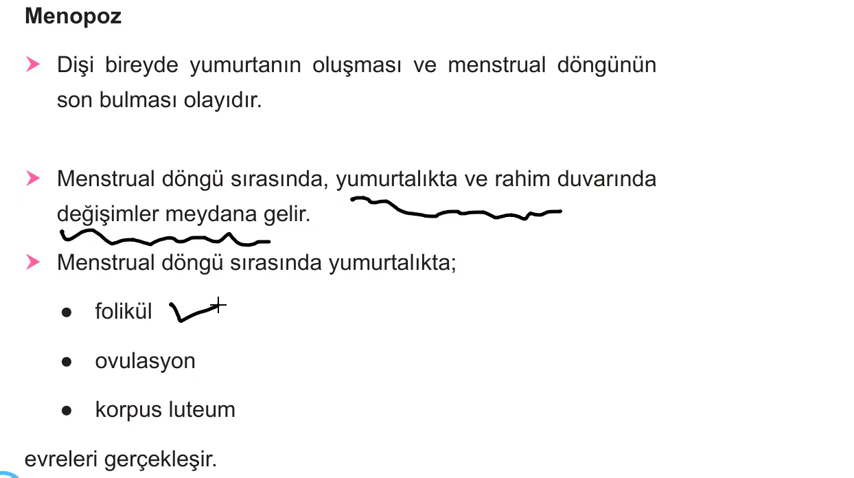 Menopoz
➤ Dişi bireyde yumurtanın oluşması ve menstrual döngünün
son bulması olayıdır.
➤ Menstrual döngü sırasında, yumurtalıkta ve rahim duvarında
değişimler meydana gelir.
➤ Menstrual döngü sırasında yumurtalıkta;
● folikül
● ovulasyon
● korpus luteum
evreleri gerçekleşir.